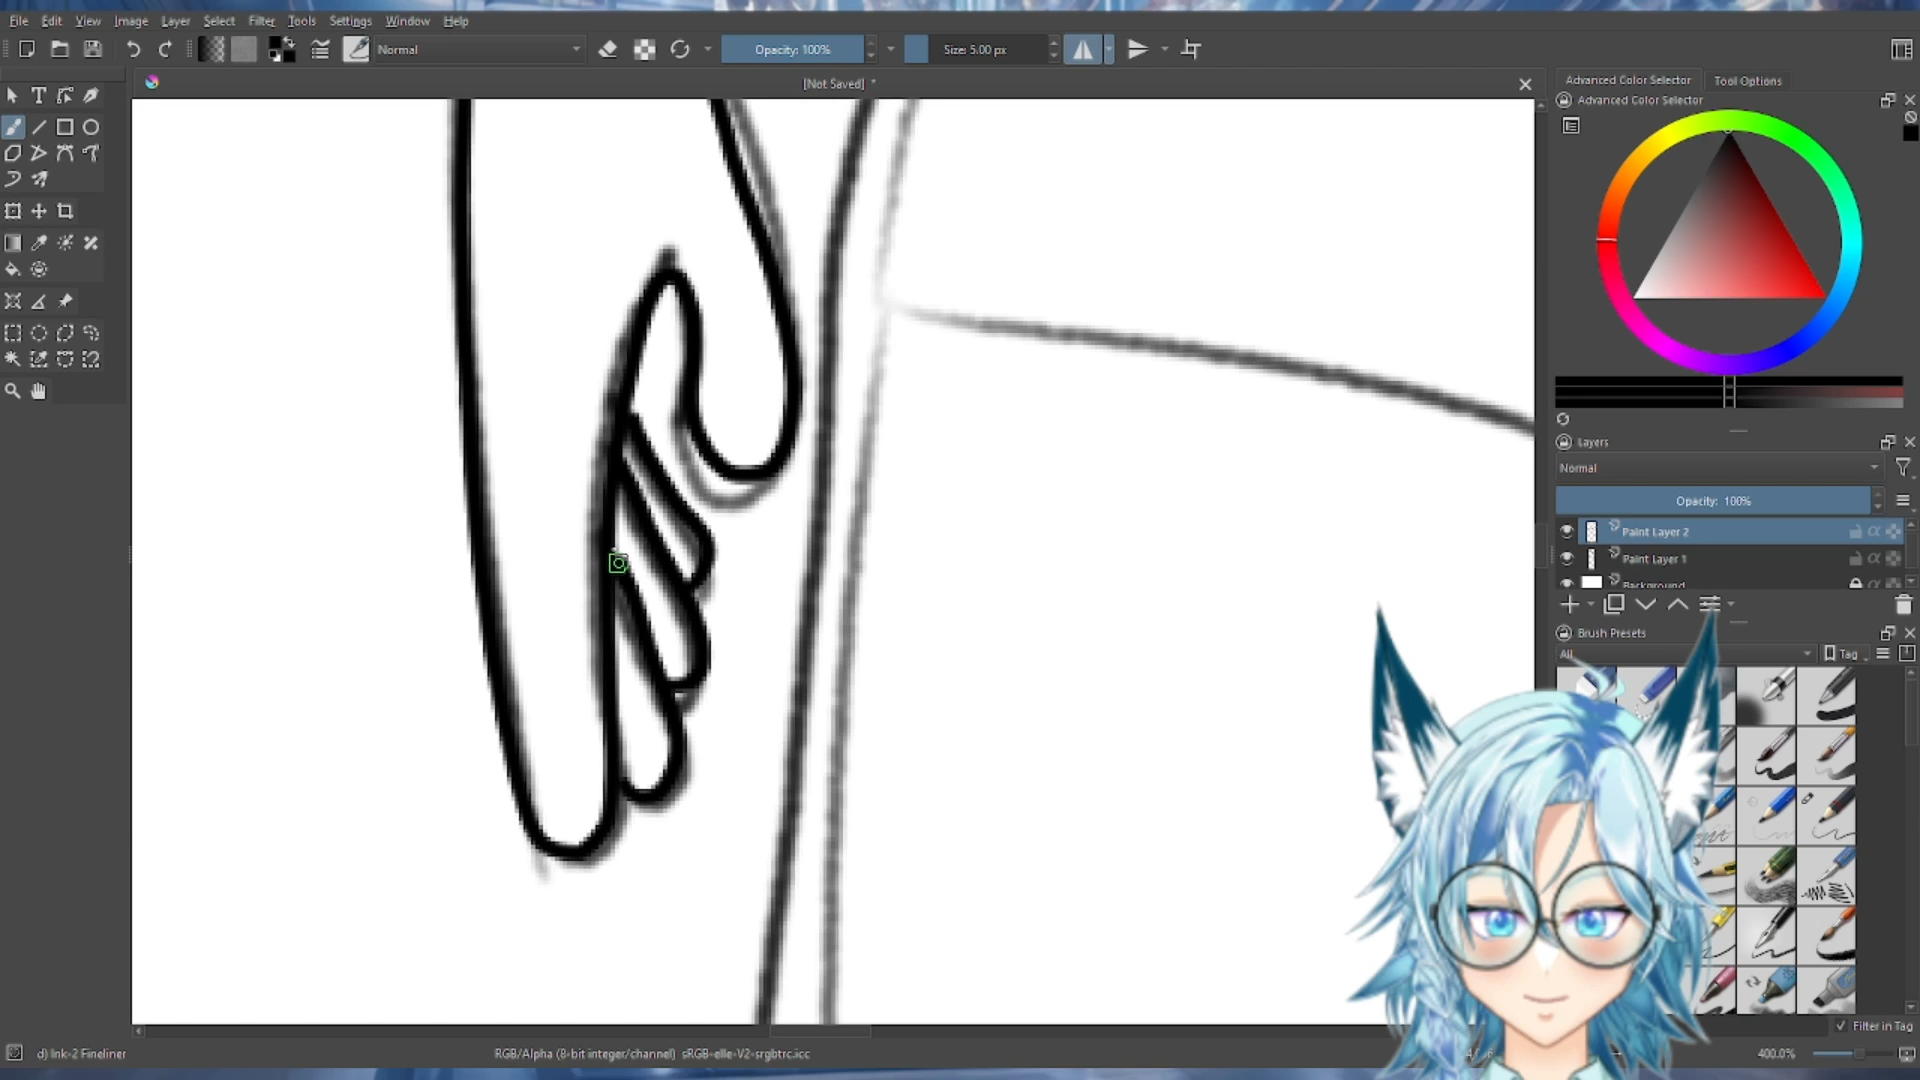 File Edit View Image Layer Select Filter Tools Settings Window Help
Normal
Opacity: 100%
Size: 5.00 px
[Not Saved] *
Advanced Color Selector
Tool Options
Advanced Color Selector
Layers
Normal
Opacity: 100%
Paint Layer 2
Paint Layer 1
Background
Brush Presets
All
Tag
Filter in Tag
d) Ink-2 Fineliner
RGB/Alpha (8-bit integer/channel) sRGB-elle-V2-srgbtrc.icc
400.0%